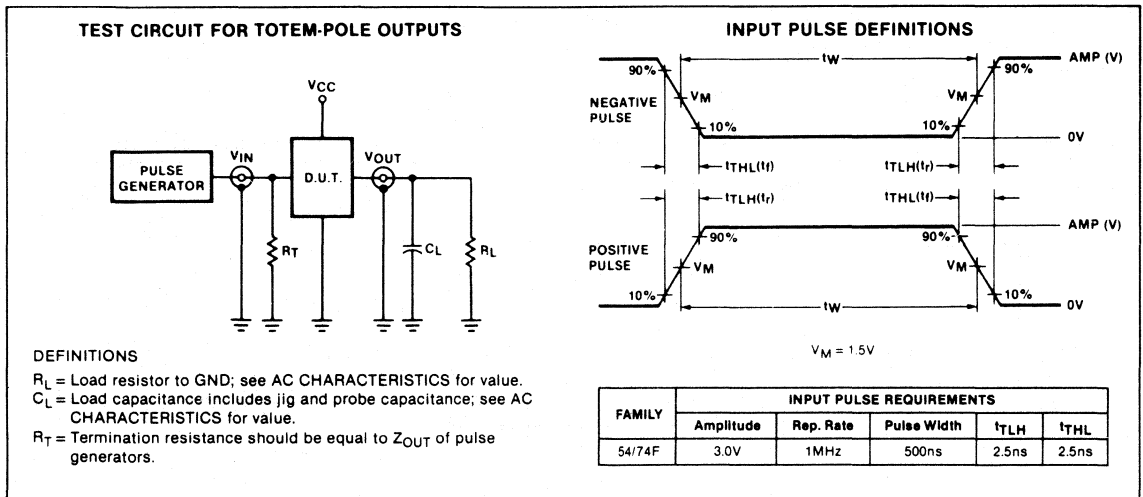 TEST CIRCUIT FOR TOTEM-POLE OUTPUTS
VCC
PULSE GENERATOR
VIN
D.U.T.
VOUT
RT
CL
RL
DEFINITIONS
RL = Load resistor to GND; see AC CHARACTERISTICS for value.
CL = Load capacitance includes jig and probe capacitance; see AC
CHARACTERISTICS for value.
RT = Termination resistance should be equal to ZOUT of pulse
generators.
INPUT PULSE DEFINITIONS
tW
AMP (V)
90%
90%
NEGATIVE
PULSE
VM
VM
10%
10%
0V
tTHL(tf)
tTLH(tr)
tTLH(tr)
tTHL(tf)
AMP (V)
90%
90%
POSITIVE
PULSE
VM
VM
10%
10%
tW
0V
VM = 1.5V
FAMILY
INPUT PULSE REQUIREMENTS
Amplitude Rep. Rate Pulse Width tTLH tTHL
54/74F 3.0V 1MHz 500ns 2.5ns 2.5ns